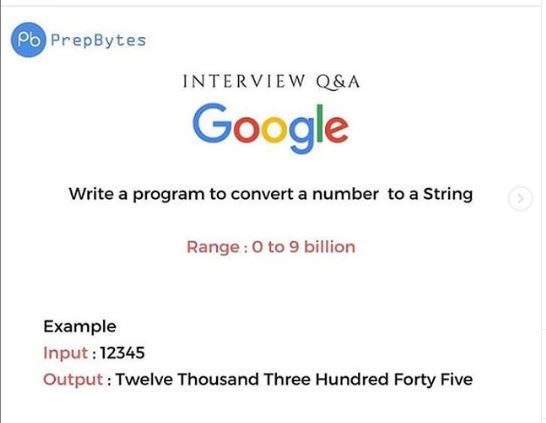 Pb PrepBytes
INTERVIEW Q&A
Google
Write a program to convert a number to a String
Range : 0 to 9 billion
Example
Input : 12345
Output : Twelve Thousand Three Hundred Forty Five